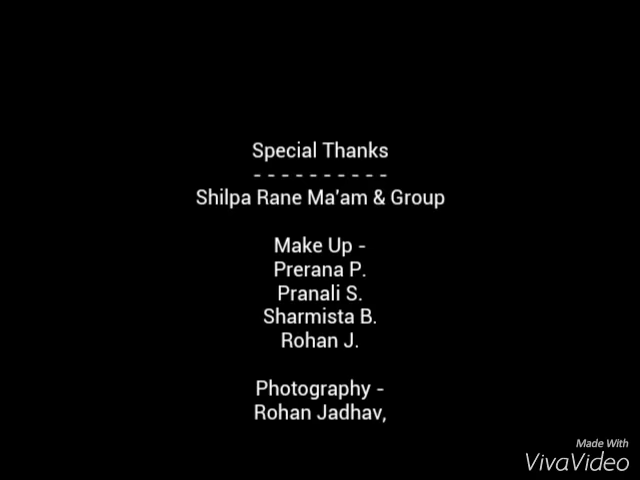 Special Thanks
- - - - - - - - - -
Shilpa Rane Ma'am & Group
Make Up -
Prerana P.
Pranali S.
Sharmista B.
Rohan J.
Photography -
Rohan Jadhav,
Made With
VivaVideo